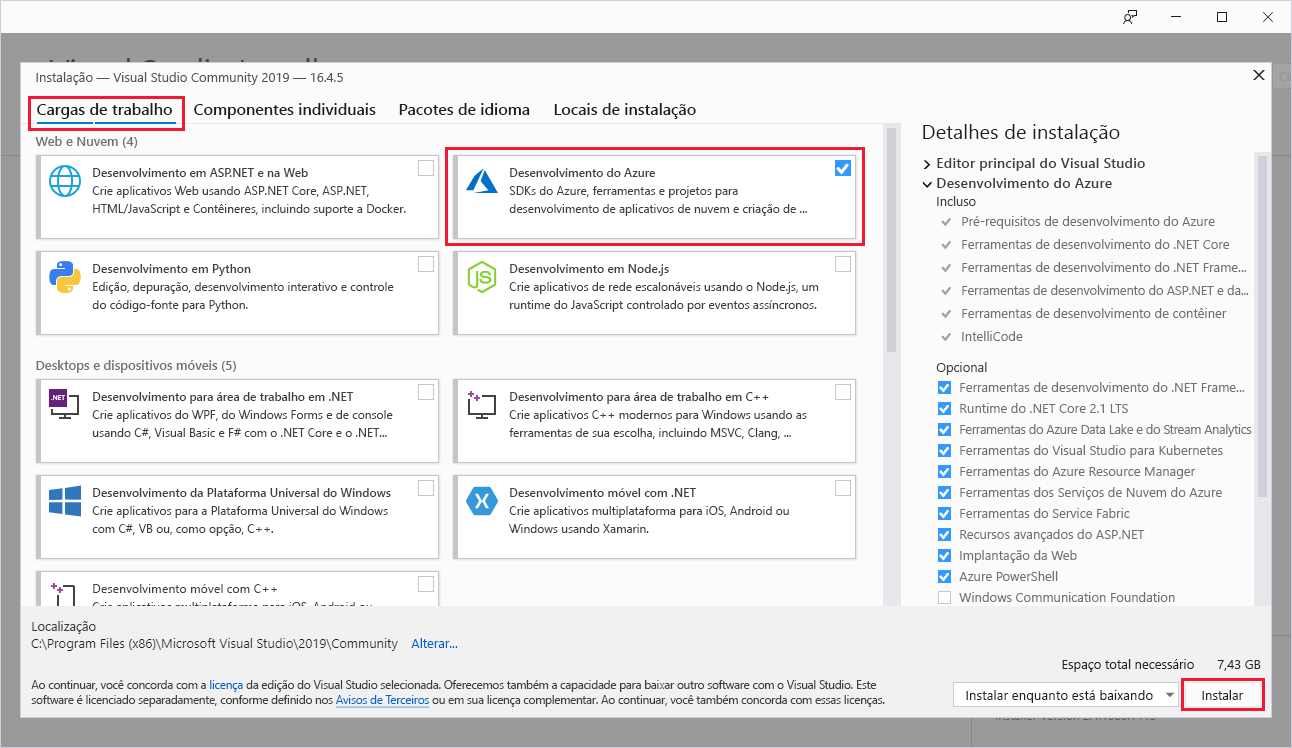 Instalação — Visual Studio Community 2019 — 16.4.5
Cargas de trabalho
Componentes individuais
Pacotes de idioma
Locais de instalação
Web e Nuvem (4)
Desenvolvimento em ASP.NET e na Web
Crie aplicativos Web usando ASP.NET Core, ASP.NET,
HTML/JavaScript e Contêineres, incluindo suporte a Docker.
Desenvolvimento do Azure
SDKs do Azure, ferramentas e projetos para
desenvolvimento de aplicativos de nuvem e criação de ...
Desenvolvimento em Python
Edição, depuração, desenvolvimento interativo e controle
do código-fonte para Python.
JS
Desenvolvimento em Node.js
Crie aplicativos de rede escalonáveis usando o Node.js, um
runtime do JavaScript controlado por eventos assíncronos.
Desktops e dispositivos móveis (5)
.NET
Desenvolvimento para área de trabalho em .NET
Crie aplicativos do WPF, do Windows Forms e de console
usando C#, Visual Basic e F# com o .NET Core e o .NET...
Desenvolvimento para área de trabalho em C++
Crie aplicativos C++ modernos para Windows usando as
ferramentas de sua escolha, incluindo MSVC, Clang, ...
Desenvolvimento da Plataforma Universal do Windows
Crie aplicativos para a Plataforma Universal do Windows
com C#, VB ou, como opção, C++.
Desenvolvimento móvel com .NET
Crie aplicativos multiplataforma para iOS, Android ou
Windows usando Xamarin.
Desenvolvimento móvel com C++
Crie aplicativos multiplataforma para iOS, Android ou
Detalhes de instalação
Editor principal do Visual Studio
Desenvolvimento do Azure
Incluso
Pré-requisitos de desenvolvimento do Azure
Ferramentas de desenvolvimento do .NET Core
Ferramentas de desenvolvimento do .NET Frame...
Ferramentas de desenvolvimento do ASP.NET e da...
Ferramentas de desenvolvimento de contêiner
IntelliCode
Opcional
Ferramentas de desenvolvimento do .NET Frame...
Runtime do .NET Core 2.1 LTS
Ferramentas do Azure Data Lake e do Stream Analytics
Ferramentas do Visual Studio para Kubernetes
Ferramentas do Azure Resource Manager
Ferramentas dos Serviços de Nuvem do Azure
Ferramentas do Service Fabric
Recursos avançados do ASP.NET
Implantação da Web
Azure PowerShell
Windows Communication Foundation
Localização
C:\Program Files (x86)\Microsoft Visual Studio\2019\Community Alterar...
Espaço total necessário 7,43 GB
Ao continuar, você concorda com a licença da edição do Visual Studio selecionada. Oferecemos também a capacidade para baixar outro software com o Visual Studio. Este
software é licenciado separadamente, conforme definido nos Avisos de Terceiros ou em sua licença complementar. Ao continuar, você também concorda com essas licenças.
Instalar enquanto está baixando
Instalar